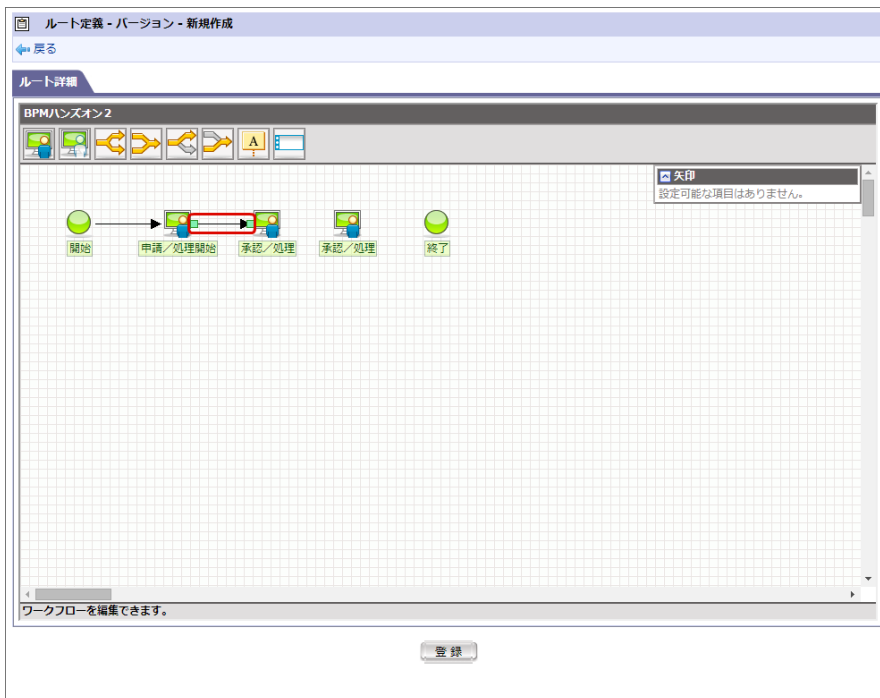 ルート定義 - バージョン - 新規作成
戻る
ルート詳細
BPMハンズオン2
A
矢印
設定可能な項目はありません。
開始
申請／処理開始
承認／処理
承認／処理
終了
ワークフローを編集できます。
登録